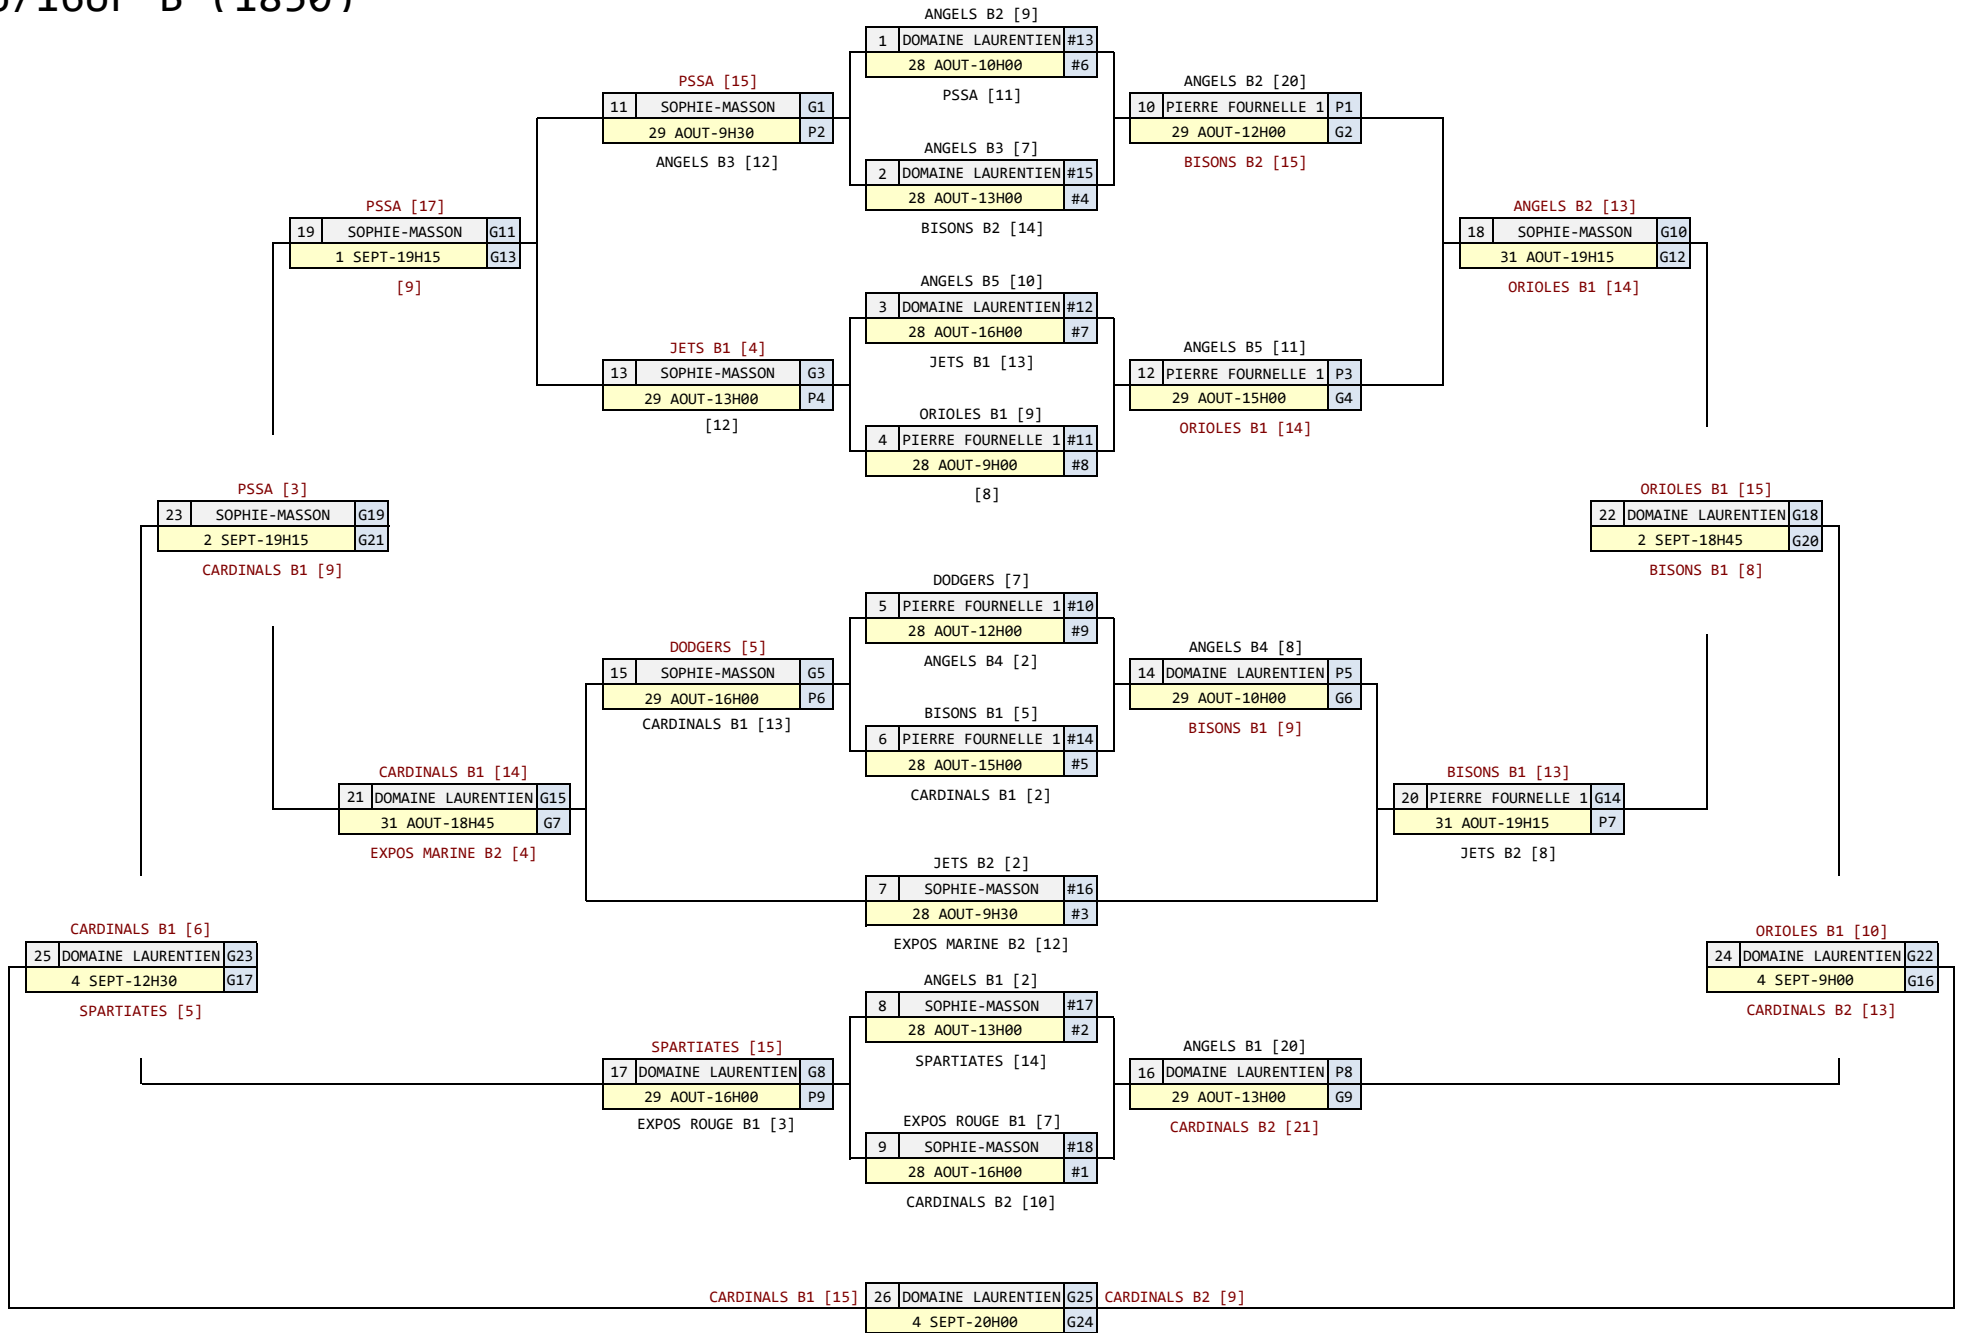 B (1850)
ANGELS B2 [9]
1 DOMAINE LAURENTIEN #13
28 AOUT-10H00 #6
PSSA [11]
PSSA [15]
11 SOPHIE-MASSON G1
29 AOUT-9H30 P2
ANGELS B3 [12]
ANGELS B2 [20]
10 PIERRE FOURNELLE 1 P1
29 AOUT-12H00 G2
BISONS B2 [15]
ANGELS B3 [7]
2 DOMAINE LAURENTIEN #15
28 AOUT-13H00 #4
BISONS B2 [14]
PSSA [17]
19 SOPHIE-MASSON G11
1 SEPT-19H15 G13
[9]
ANGELS B2 [13]
18 SOPHIE-MASSON G10
31 AOUT-19H15 G12
ORIOLES B1 [14]
ANGELS B5 [10]
3 DOMAINE LAURENTIEN #12
28 AOUT-16H00 #7
JETS B1 [13]
JETS B1 [4]
13 SOPHIE-MASSON G3
29 AOUT-13H00 P4
[12]
ANGELS B5 [11]
12 PIERRE FOURNELLE 1 P3
29 AOUT-15H00 G4
ORIOLES B1 [14]
ORIOLES B1 [9]
4 PIERRE FOURNELLE 1 #11
28 AOUT-9H00 #8
[8]
PSSA [3]
23 SOPHIE-MASSON G19
2 SEPT-19H15 G21
CARDINALS B1 [9]
ORIOLES B1 [15]
22 DOMAINE LAURENTIEN G18
2 SEPT-18H45 G20
BISONS B1 [8]
DODGERS [7]
5 PIERRE FOURNELLE 1 #10
28 AOUT-12H00 #9
ANGELS B4 [2]
DODGERS [5]
15 SOPHIE-MASSON G5
29 AOUT-16H00 P6
CARDINALS B1 [13]
ANGELS B4 [8]
14 DOMAINE LAURENTIEN P5
29 AOUT-10H00 G6
BISONS B1 [9]
BISONS B1 [5]
6 PIERRE FOURNELLE 1 #14
28 AOUT-15H00 #5
CARDINALS B1 [2]
CARDINALS B1 [14]
21 DOMAINE LAURENTIEN G15
31 AOUT-18H45 G7
EXPOS MARINE B2 [4]
BISONS B1 [13]
20 PIERRE FOURNELLE 1 G14
31 AOUT-19H15 P7
JETS B2 [8]
JETS B2 [2]
7 SOPHIE-MASSON #16
28 AOUT-9H30 #3
EXPOS MARINE B2 [12]
CARDINALS B1 [6]
25 DOMAINE LAURENTIEN G23
4 SEPT-12H30 G17
SPARTIATES [5]
ORIOLES B1 [10]
24 DOMAINE LAURENTIEN G22
4 SEPT-9H00 G16
CARDINALS B2 [13]
ANGELS B1 [2]
8 SOPHIE-MASSON #17
28 AOUT-13H00 #2
SPARTIATES [14]
SPARTIATES [15]
17 DOMAINE LAURENTIEN G8
29 AOUT-16H00 P9
EXPOS ROUGE B1 [3]
ANGELS B1 [20]
16 DOMAINE LAURENTIEN P8
29 AOUT-13H00 G9
CARDINALS B2 [21]
EXPOS ROUGE B1 [7]
9 SOPHIE-MASSON #18
28 AOUT-16H00 #1
CARDINALS B2 [10]
CARDINALS B1 [15] 26 DOMAINE LAURENTIEN G25 CARDINALS B2 [9]
4 SEPT-20H00 G24